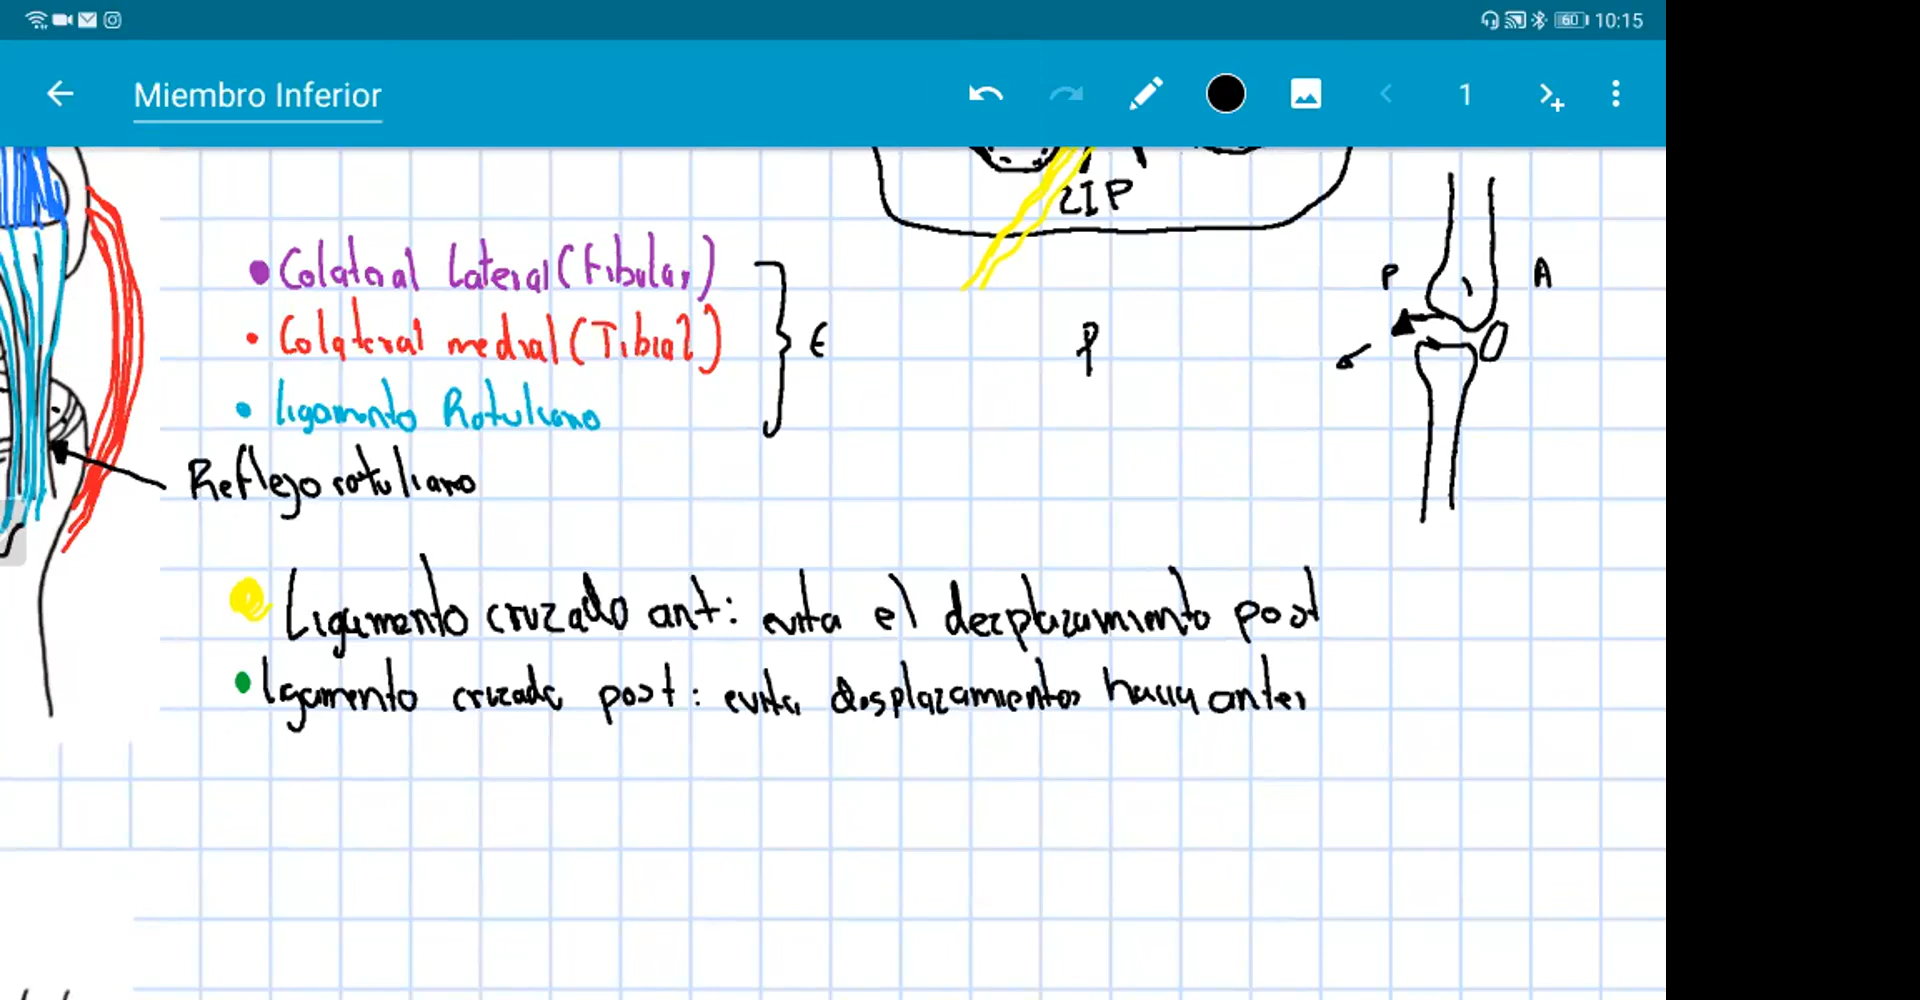 10:15
Miembro Inferior
1
ZIP
• Colateral Lateral (Fibular)
• Colateral medial (Tibial)
• Ligamento Rotuliano
E
P
P
A
Reflejo rotuliano
Ligamento cruzado ant: evita el desplazamiento post
• ligamento cruzado post: evita desplazamientos hacia anter